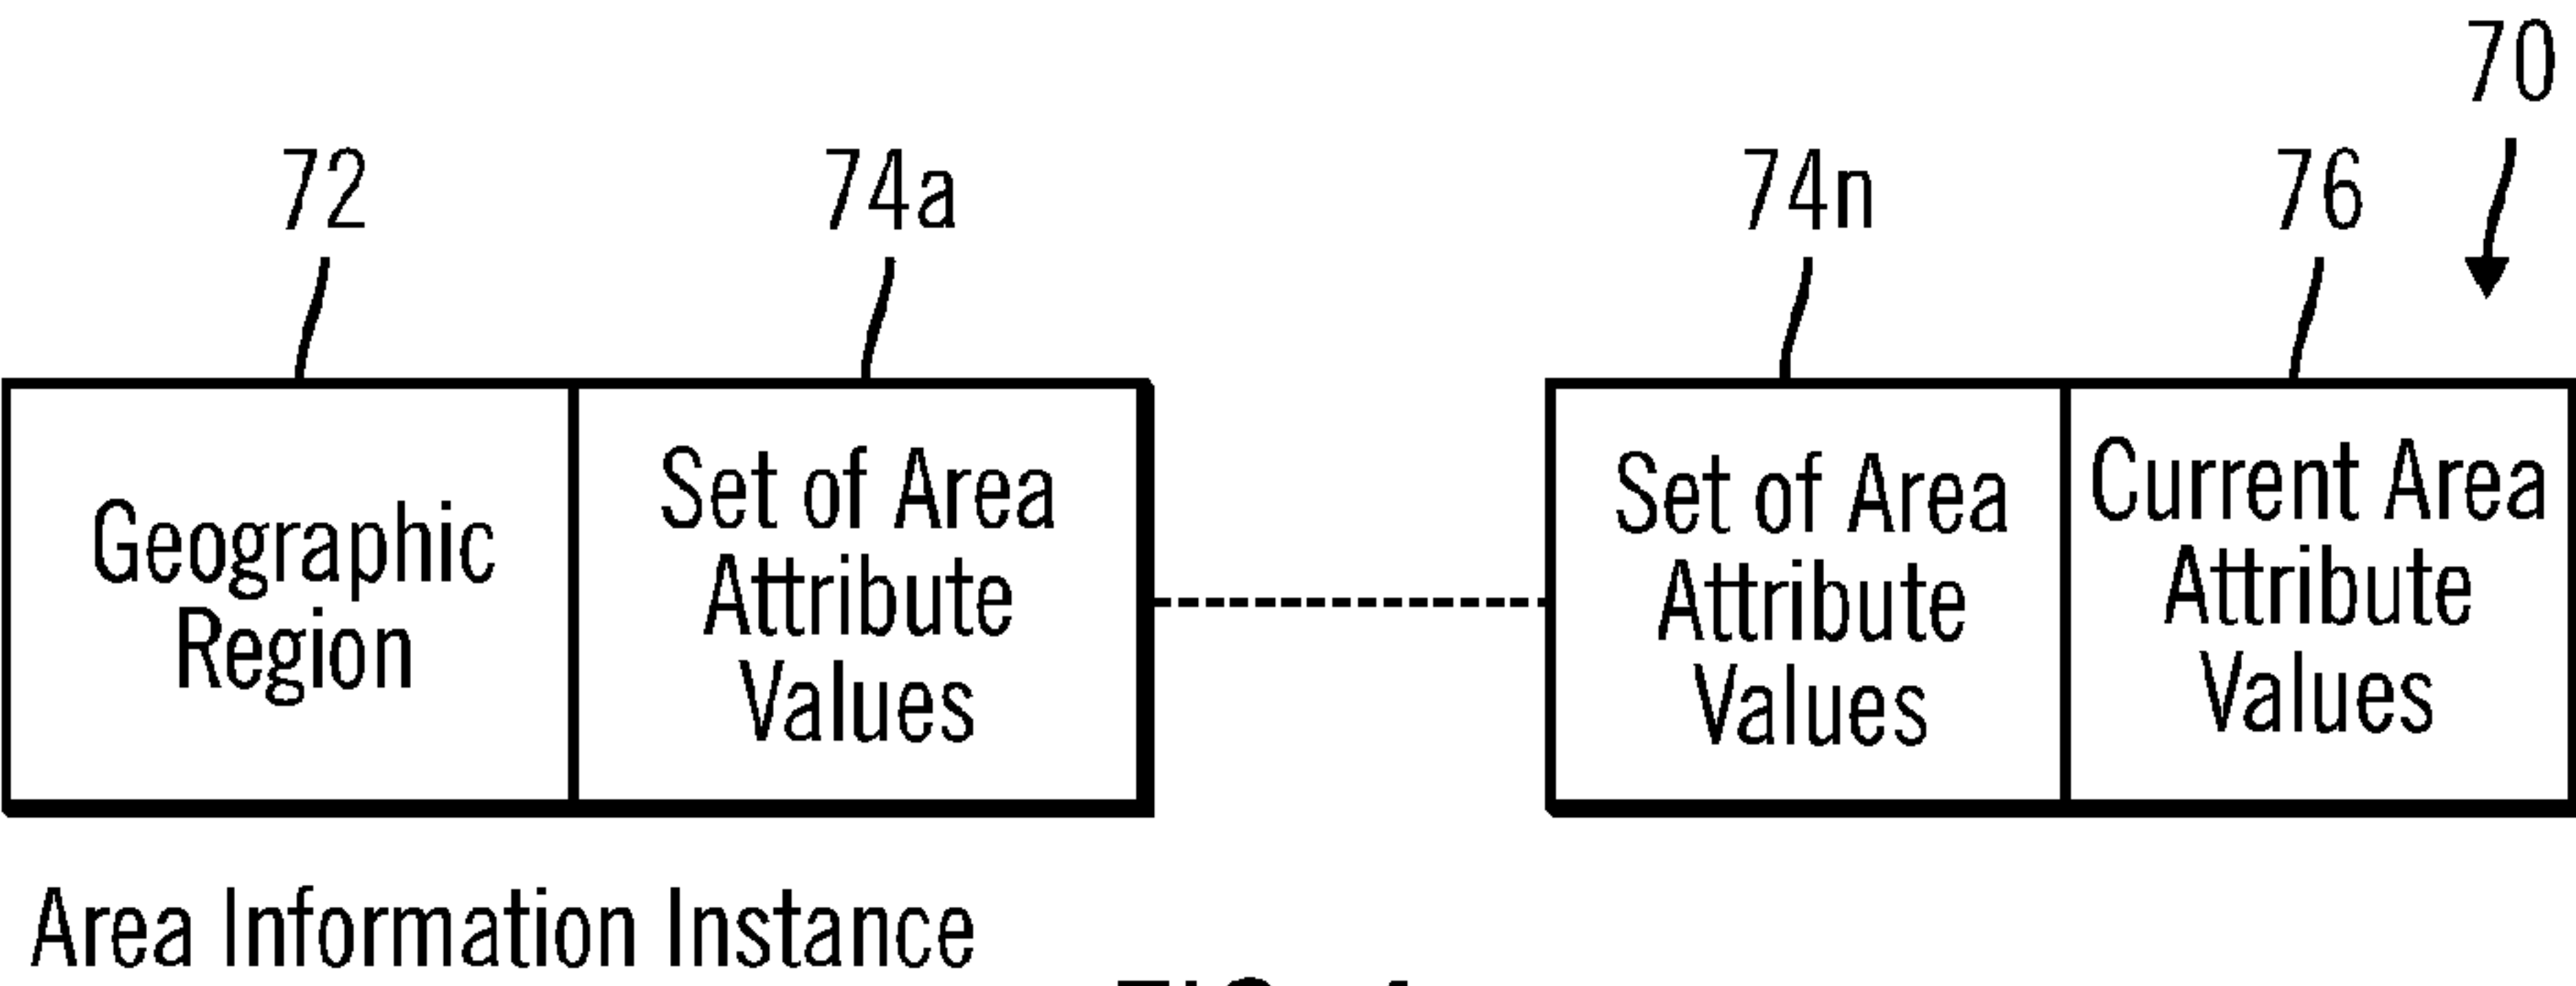 70
72
74a
74n
76
Geographic
Region
Set of Area
Attribute
Values
Set of Area
Attribute
Values
Current Area
Attribute
Values
Area Information Instance